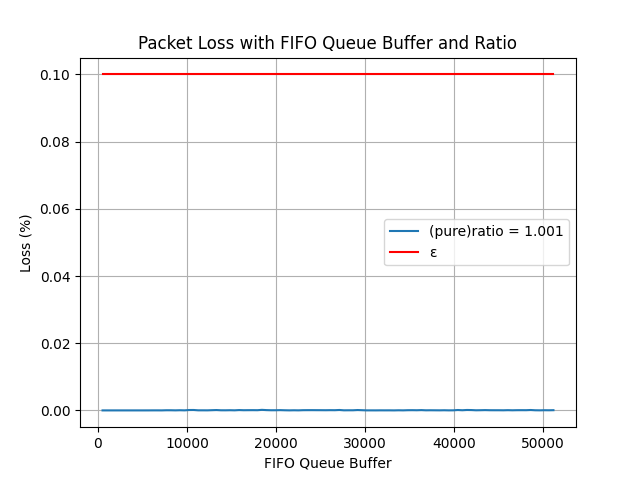 Packet Loss with FIFO Queue Buffer and Ratio
0.10
0.08
0.06
0.04
0.02
0.00
Loss (%)
(pure)ratio = 1.001
ε
0 10000 20000 30000 40000 50000
FIFO Queue Buffer